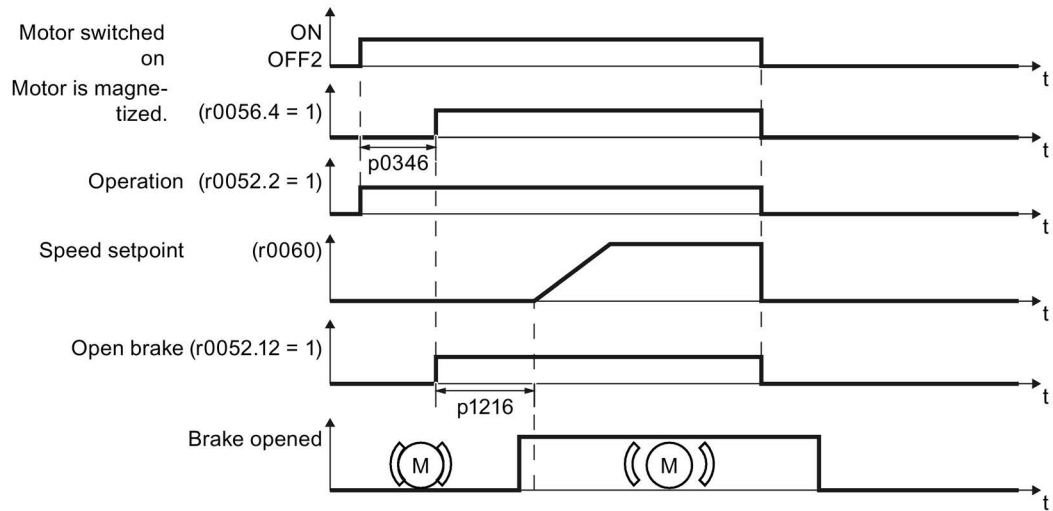 Motor switched
on
ON
OFF2
t
Motor is magne-
tized.
(r0056.4 = 1)
t
p0346
Operation (r0052.2 = 1)
t
Speed setpoint (r0060)
t
Open brake (r0052.12 = 1)
t
p1216
Brake opened
M
M
t